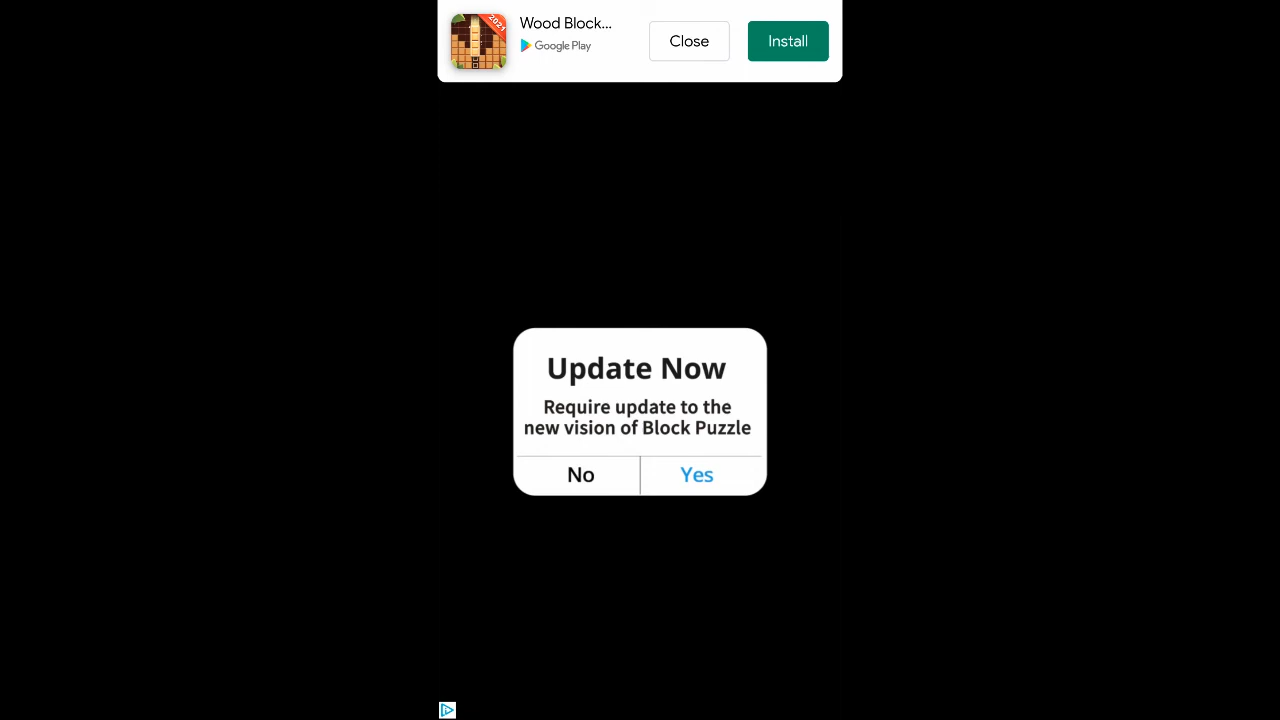 Wood Block...
Google Play
Close
Install
2024
Update Now
Require update to the
new vision of Block Puzzle
No
Yes